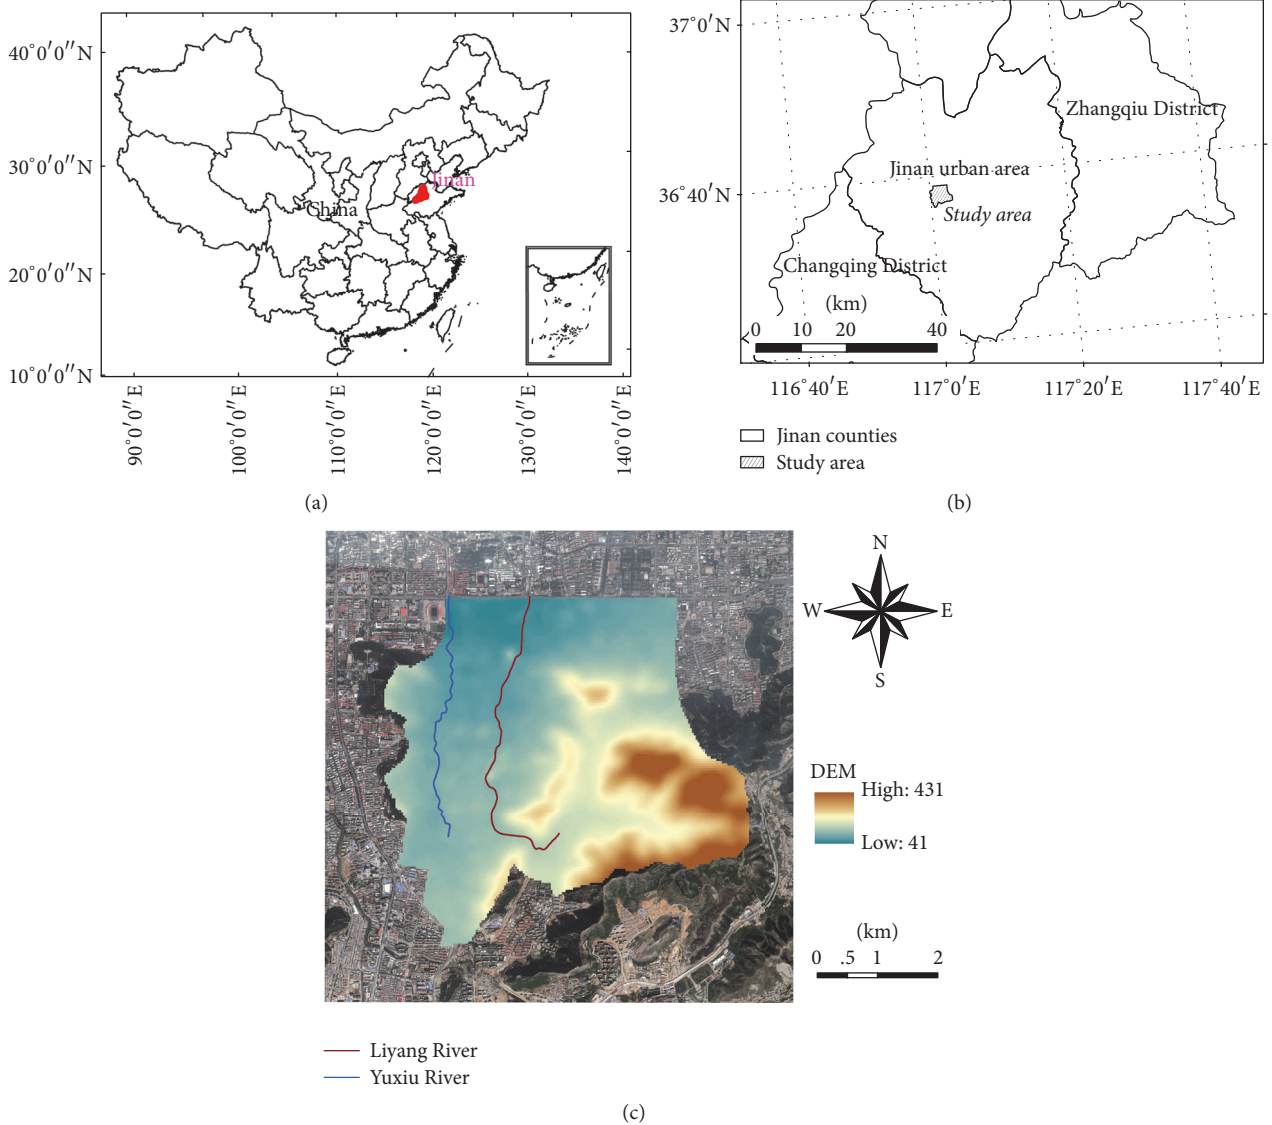 40°0′0″N
30°0′0″N
20°0′0″N
10°0′0″N
Jinan
China
90°0′0″E
100°0′0″E
110°0′0″E
120°0′0″E
130°0′0″E
140°0′0″E
(a)
37°0′N
36°40′N
Zhangqiu District
Jinan urban area
Study area
Changqing District
(km)
0 10 20 40
116°40′E
117°0′E
117°20′E
117°40′E
Jinan counties
Study area
(b)
N
W E
S
DEM
High: 431
Low: 41
(km)
0 .5 1 2
Liyang River
Yuxiu River
(c)